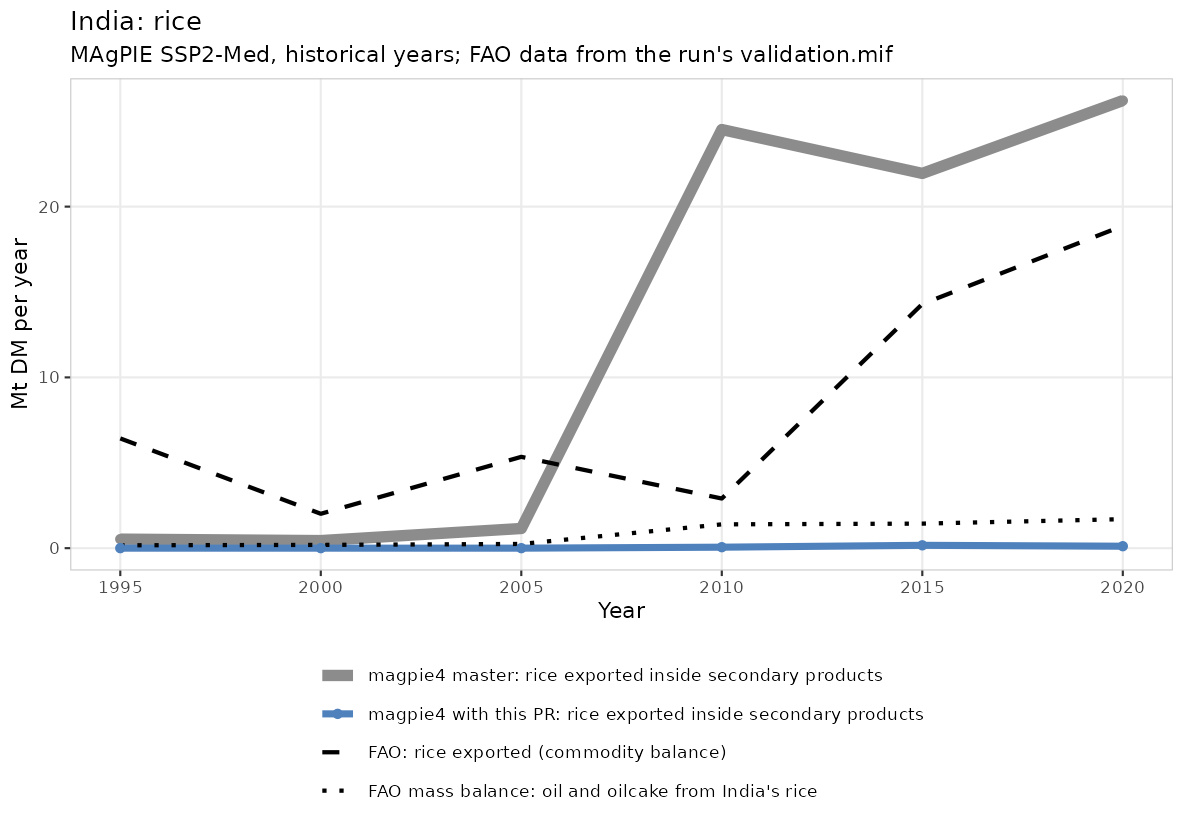 India: rice
MAgPIE SSP2-Med, historical years; FAO data from the run's validation.mif
Mt DM per year
20
10
0
1995
2000
2005
2010
2015
2020
Year
magpie4 master: rice exported inside secondary products
magpie4 with this PR: rice exported inside secondary products
FAO: rice exported (commodity balance)
FAO mass balance: oil and oilcake from India's rice